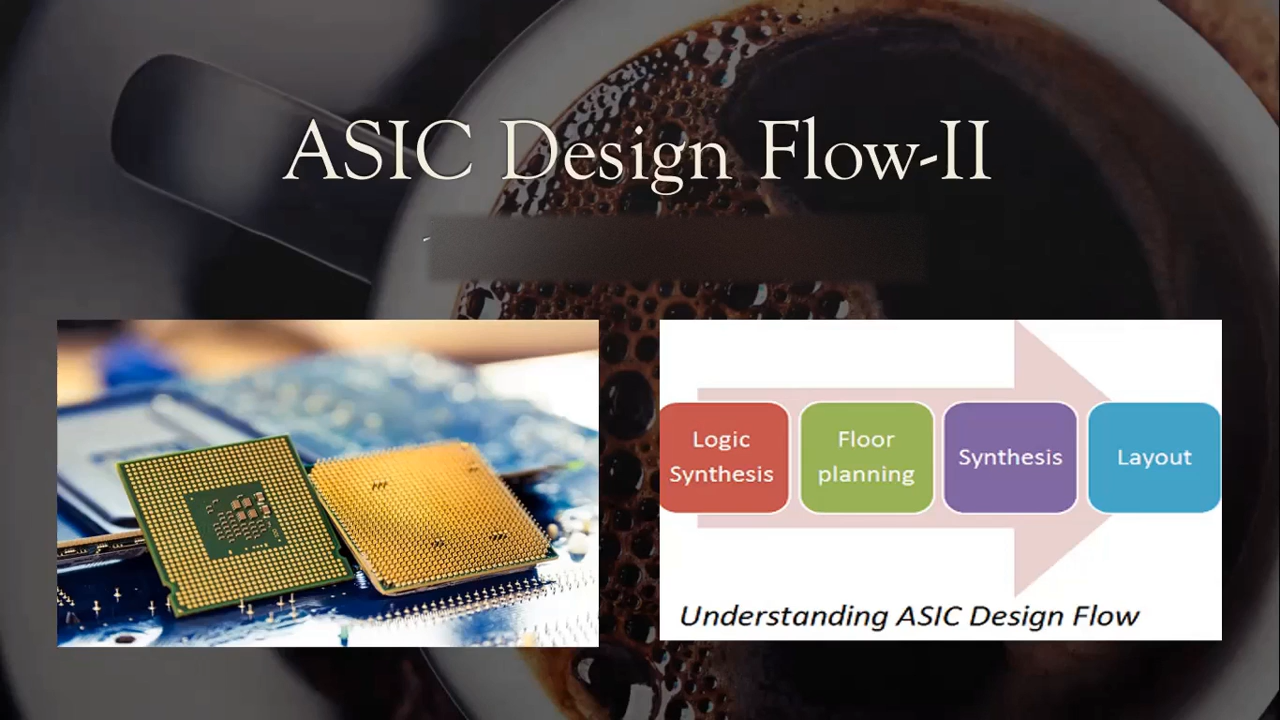 ASIC Design Flow-II
Logic
Synthesis
Floor
planning
Synthesis
Layout
Understanding ASIC Design Flow